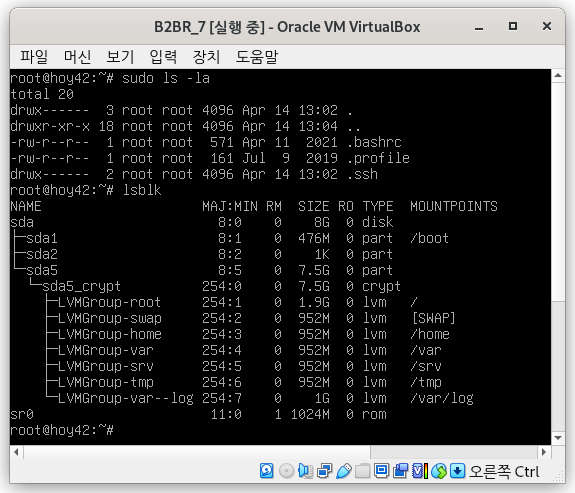 B2BR_7 [실행 중] - Oracle VM VirtualBox
파일 머신 보기 입력 장치 도움말
root@hoy42:~# sudo ls -la
total 20
drwx------  3 root root 4096 Apr 14 13:02 .
drwxr-xr-x 18 root root 4096 Apr 14 13:04 ..
-rw-r--r--  1 root root  571 Apr 11  2021 .bashrc
-rw-r--r--  1 root root  161 Jul  9  2019 .profile
drwx------  2 root root 4096 Apr 14 13:02 .ssh
root@hoy42:~# lsblk
NAME                    MAJ:MIN RM  SIZE RO TYPE  MOUNTPOINTS
sda                       8:0    0    8G  0 disk
├─sda1                    8:1    0  476M  0 part  /boot
├─sda2                    8:2    0    1K  0 part
└─sda5                    8:5    0  7.5G  0 part
  └─sda5_crypt          254:0    0  7.5G  0 crypt
    ├─LVMGroup-root     254:1    0  1.9G  0 lvm   /
    ├─LVMGroup-swap     254:2    0  952M  0 lvm   [SWAP]
    ├─LVMGroup-home     254:3    0  952M  0 lvm   /home
    ├─LVMGroup-var      254:4    0  952M  0 lvm   /var
    ├─LVMGroup-srv      254:5    0  952M  0 lvm   /srv
    ├─LVMGroup-tmp      254:6    0  952M  0 lvm   /tmp
    └─LVMGroup-var--log 254:7    0    1G  0 lvm   /var/log
sr0                      11:0    1 1024M  0 rom
root@hoy42:~#
오른쪽 Ctrl